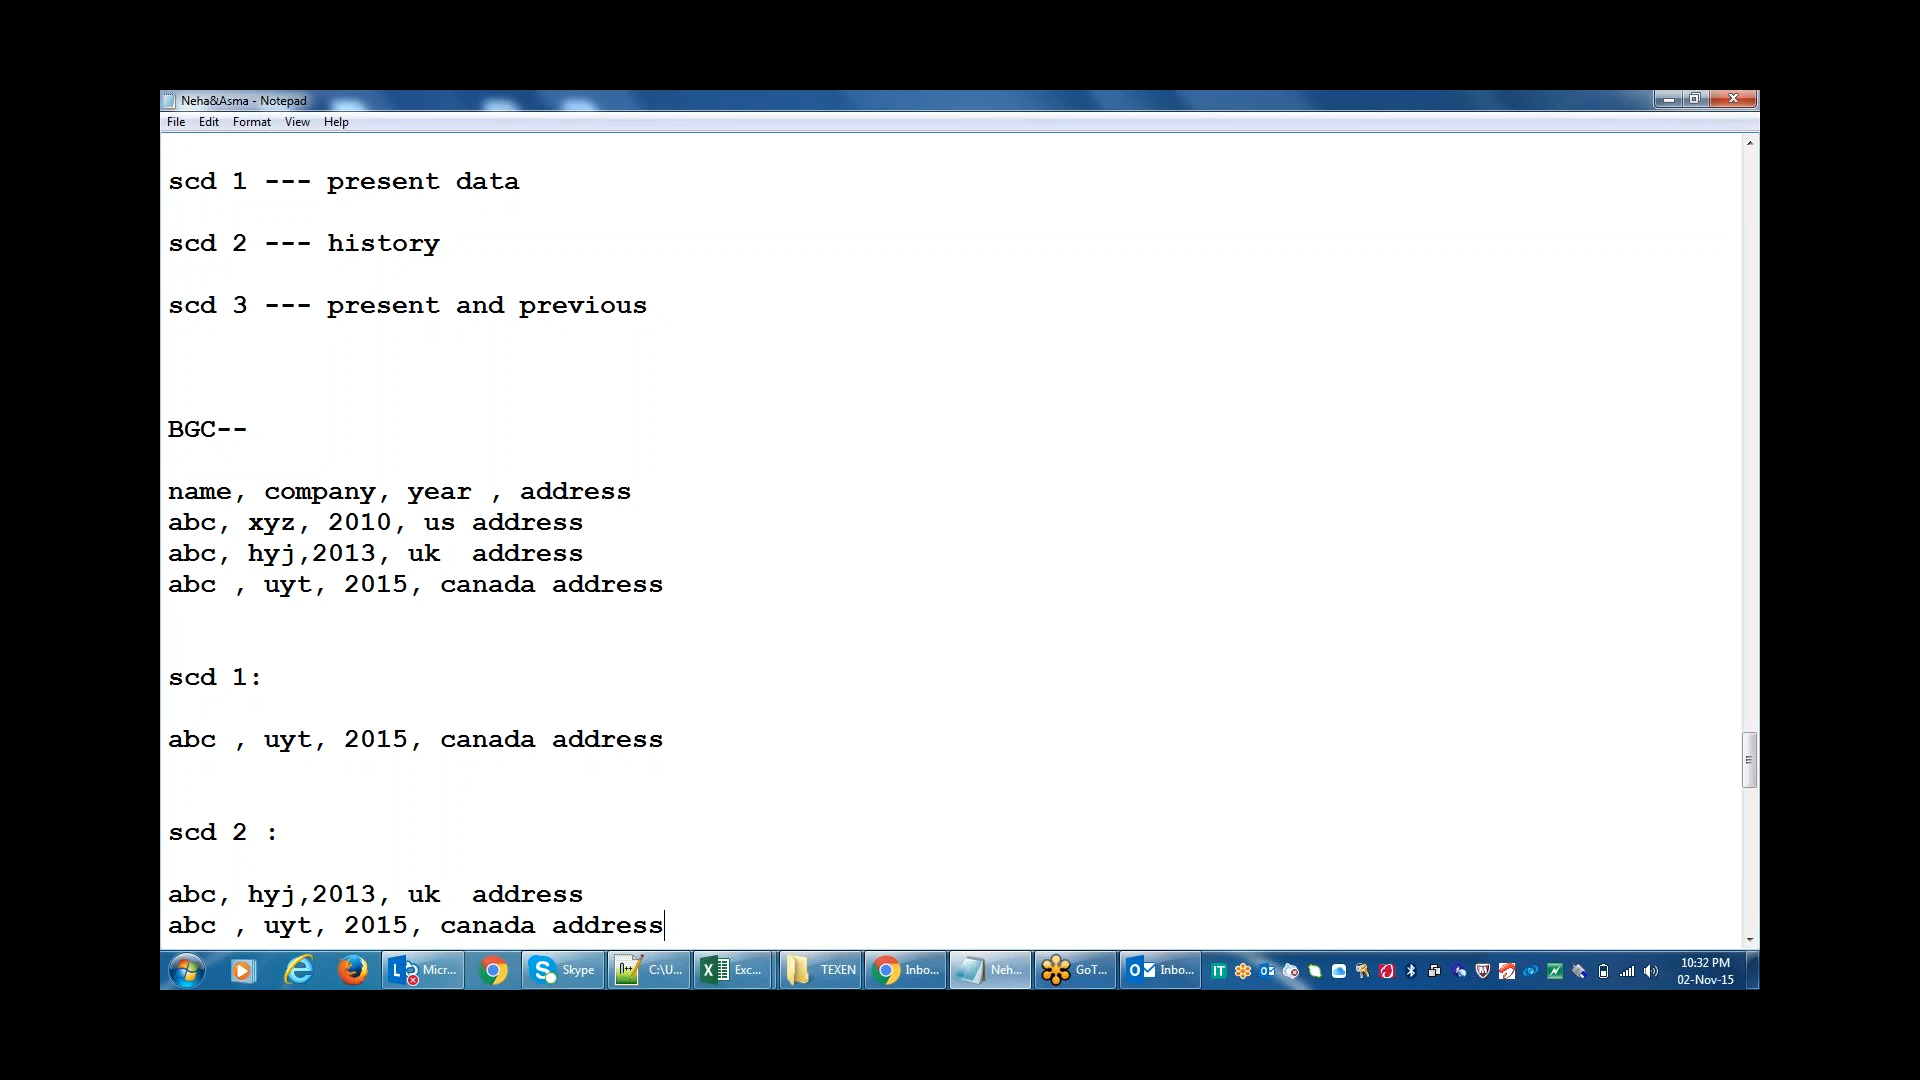 Neha&Asma - Notepad
File Edit Format View Help
scd 1 --- present data
scd 2 --- history
scd 3 --- present and previous
BGC--
name, company, year , address
abc, xyz, 2010, us address
abc, hyj,2013, uk  address
abc , uyt, 2015, canada address
scd 1:
abc , uyt, 2015, canada address
scd 2 :
abc, hyj,2013, uk  address
abc , uyt, 2015, canada address
Micr... Skype C:\U... Exc... TEXEN Inbo... Neh... GoT... Inbo... IT 10:32 PM
02-Nov-15